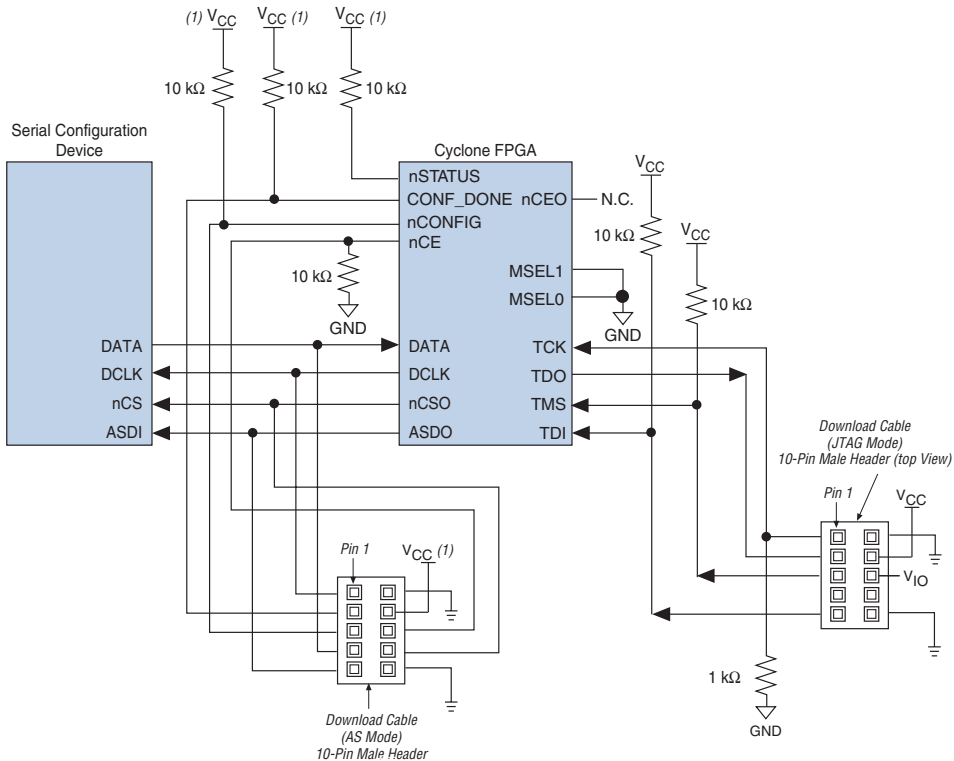 (1) VCC
VCC (1)
VCC (1)
10 kΩ
10 kΩ
10 kΩ
Serial Configuration
Device
Cyclone FPGA
nSTATUS
CONF_DONE
nCONFIG
nCE
nCEO
N.C.
MSEL1
MSEL0
GND
10 kΩ
GND
VCC
10 kΩ
VCC
10 kΩ
DATA
DCLK
nCS
ASDI
DATA
DCLK
nCSO
ASDO
TCK
TDO
TMS
TDI
Download Cable
(JTAG Mode)
10-Pin Male Header (top View)
Pin 1
VCC
VIO
Pin 1
VCC (1)
1 kΩ
GND
Download Cable
(AS Mode)
10-Pin Male Header